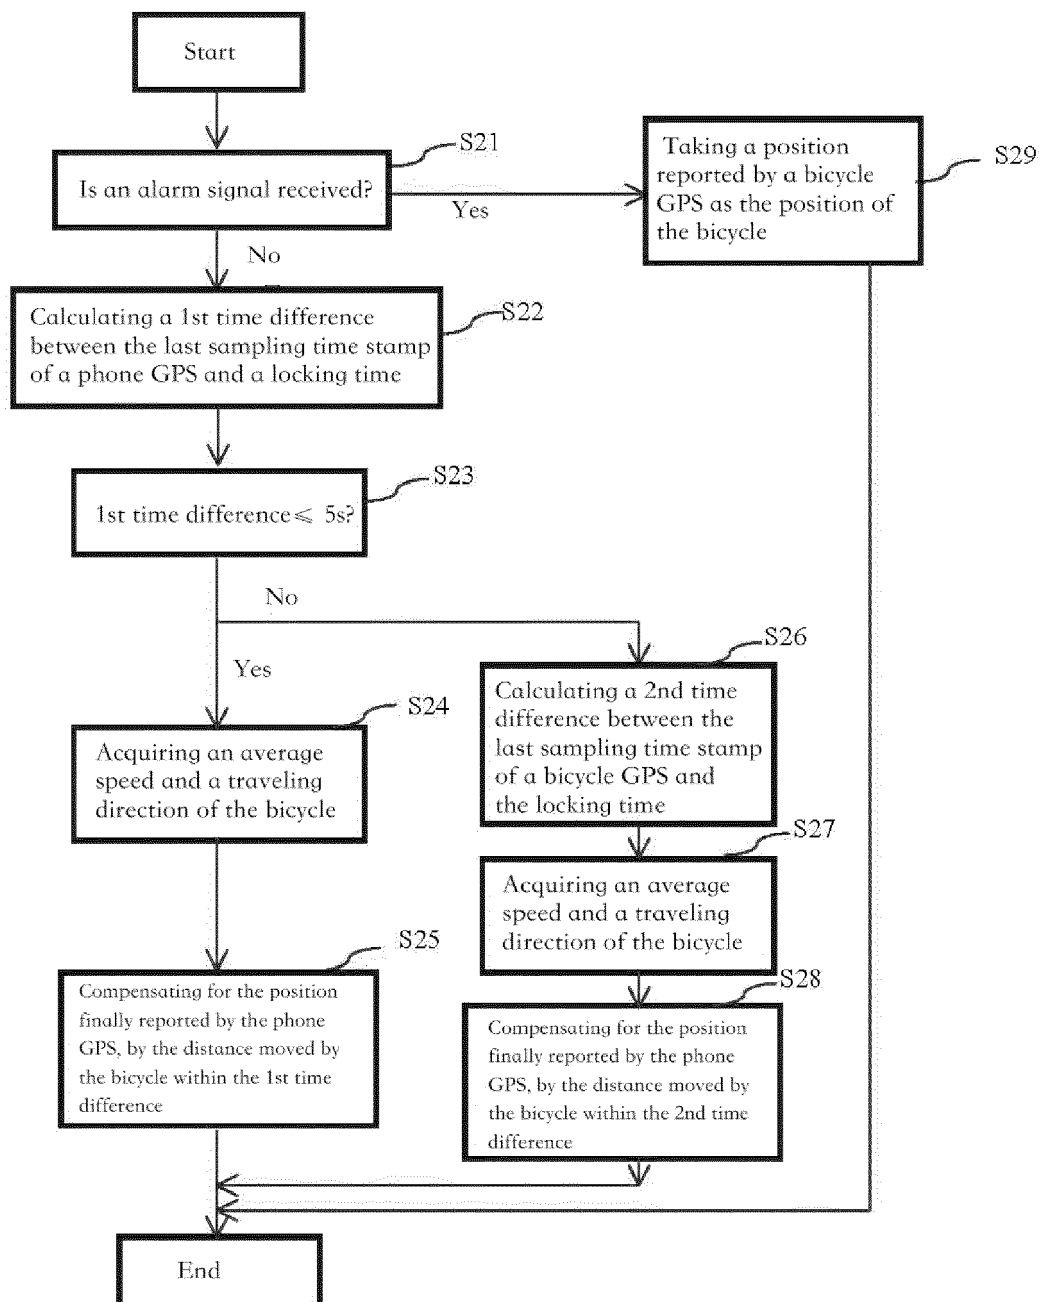 Start
S21
Is an alarm signal received?
Yes
No
Taking a position
reported by a bicycle
GPS as the position of
the bicycle
S29
Calculating a 1st time difference
between the last sampling time stamp
of a phone GPS and a locking time
S22
S23
1st time difference⩽ 5s?
No
Yes
S24
Acquiring an average
speed and a traveling
direction of the bicycle
S26
Calculating a 2nd time
difference between the
last sampling time stamp
of a bicycle GPS and
the locking time
S27
Acquiring an average
speed and a traveling
direction of the bicycle
S25
Compensating for the position
finally reported by the phone
GPS, by the distance moved by
the bicycle within the 1st time
difference
S28
Compensating for the position
finally reported by the phone
GPS, by the distance moved by
the bicycle within the 2nd time
difference
End